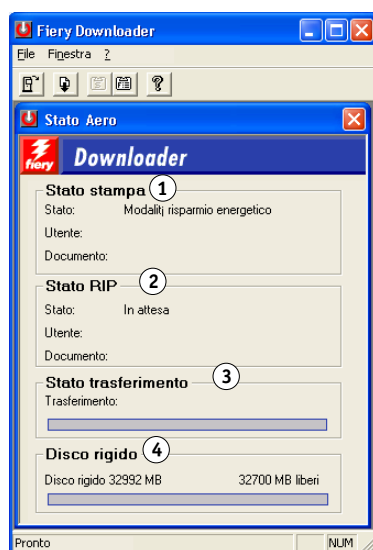 Fiery Downloader
File Finestra ?
Stato Aero
fiery Downloader
Stato stampa 1
Stato: Modalitj risparmio energetico
Utente:
Documento:
Stato RIP 2
Stato: In attesa
Utente:
Documento:
Stato trasferimento 3
Trasferimento:
Disco rigido 4
Disco rigido 32992 MB 32700 MB liberi
Pronto NUM